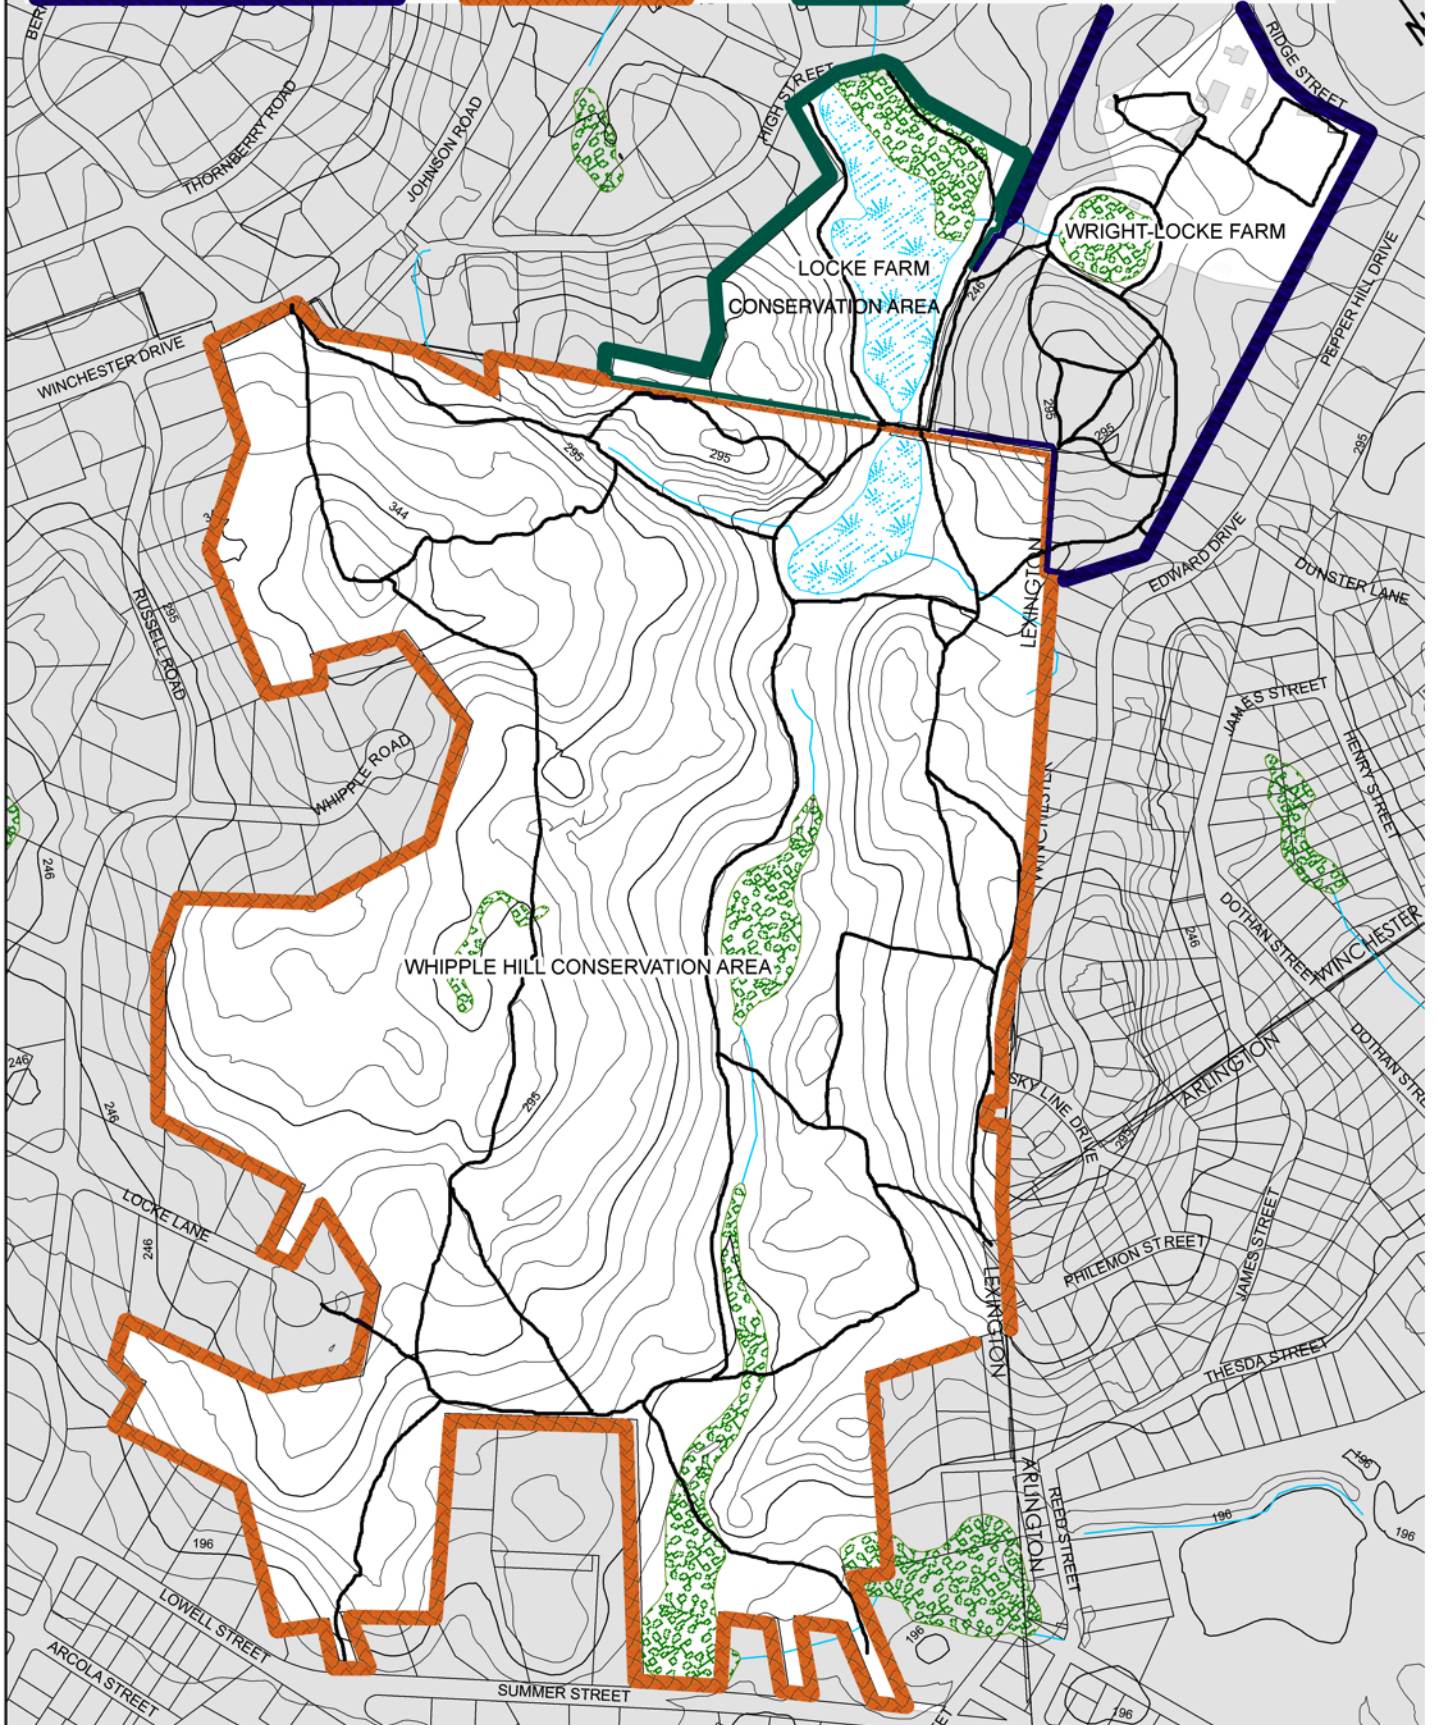 RIDGE STREET
HIGH STREET
THORNBERRY ROAD
JOHNSON ROAD
WRIGHT-LOCKE FARM
LOCKE FARM
CONSERVATION AREA
246
PEPPER HILL DRIVE
WINCHESTER DRIVE
295
295
295
295
295
344
EDWARD DRIVE
DUNSTER LANE
LEXINGTON
295
RUSSELL ROAD
JAMES STREET
HENRY STREET
WHIPPLE ROAD
WINCHESTER
246
DOTHAN STREET
WINCHESTER
246
WHIPPLE HILL CONSERVATION AREA
246
246
295
ARLINGTON
SKY LINE DRIVE
295
LOCKE LANE
246
PHILEMON STREET
JAMES STREET
LEXINGTON
THESDA STREET
196
ARLINGTON
REED STREET
196
196
196
LOWELL STREET
196
ARCOLA STREET
SUMMER STREET
196